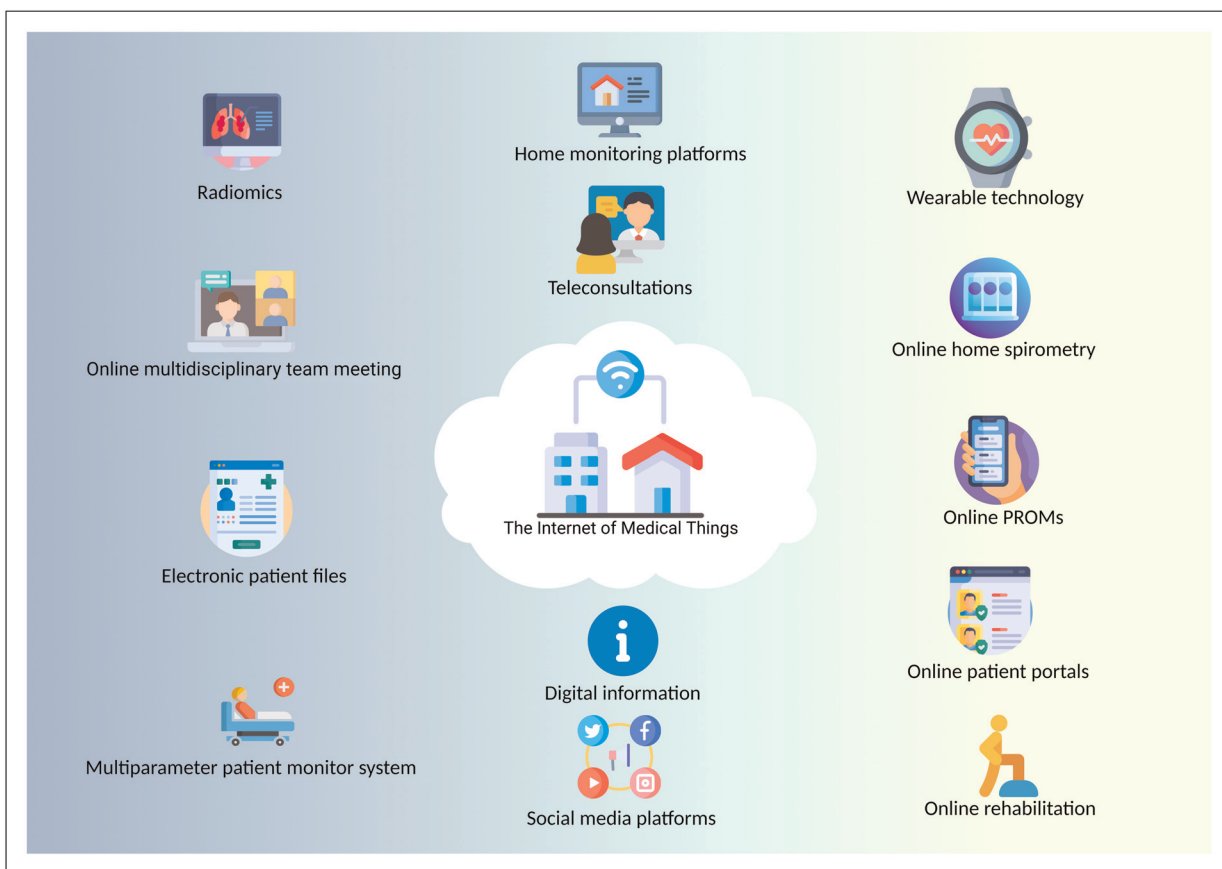 Radiomics
Online multidisciplinary team meeting
Electronic patient files
Multiparameter patient monitor system
Home monitoring platforms
Teleconsultations
The Internet of Medical Things
Digital information
Social media platforms
Wearable technology
Online home spirometry
Online PROMs
Online patient portals
Online rehabilitation